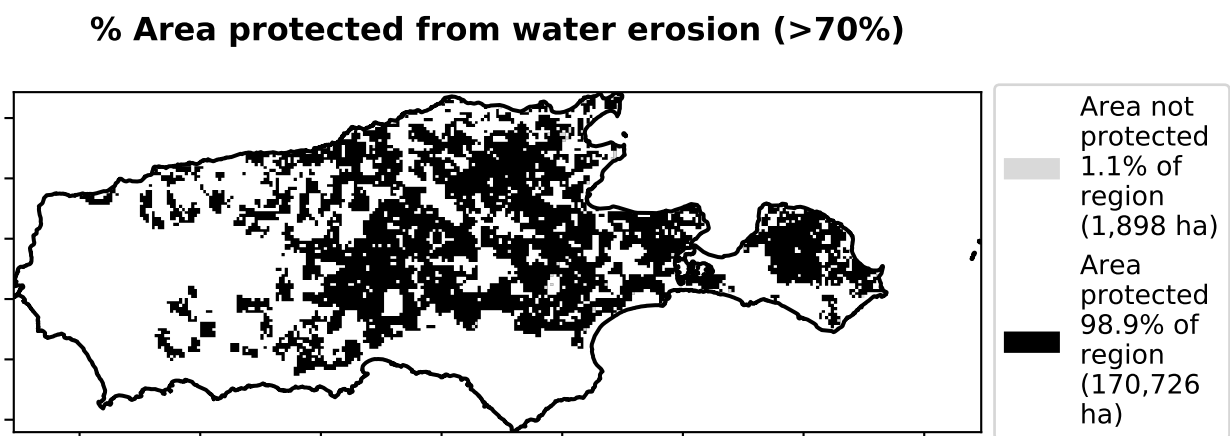 % Area protected from water erosion (>70%)
Area not
protected
1.1% of
region
(1,898 ha)
Area
protected
98.9% of
region
(170,726
ha)